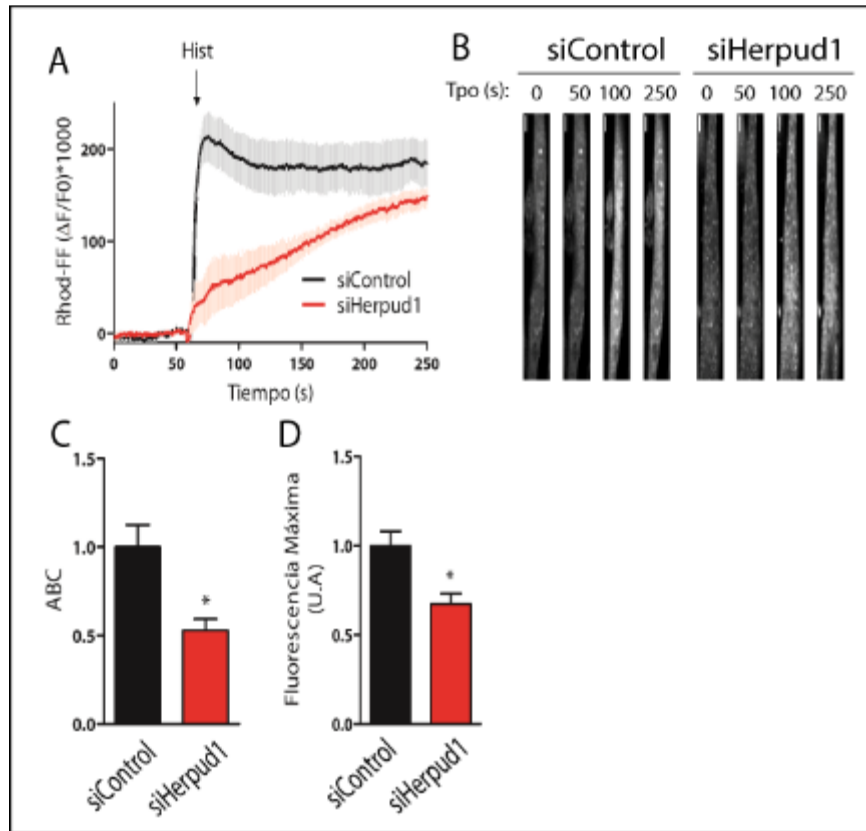 A
Hist
Rhod-FF (ΔF/F0)*1000
200
100
0
siControl
siHerpud1
0 50 100 150 200 250
Tiempo (s)
B
siControl siHerpud1
Tpo (s): 0 50 100 250 0 50 100 250
C
ABC
1.5
1.0
0.5
0.0
*
siControl
siHerpud1
D
Fluorescencia Máxima
(U.A)
1.5
1.0
0.5
0.0
*
siControl
siHerpud1